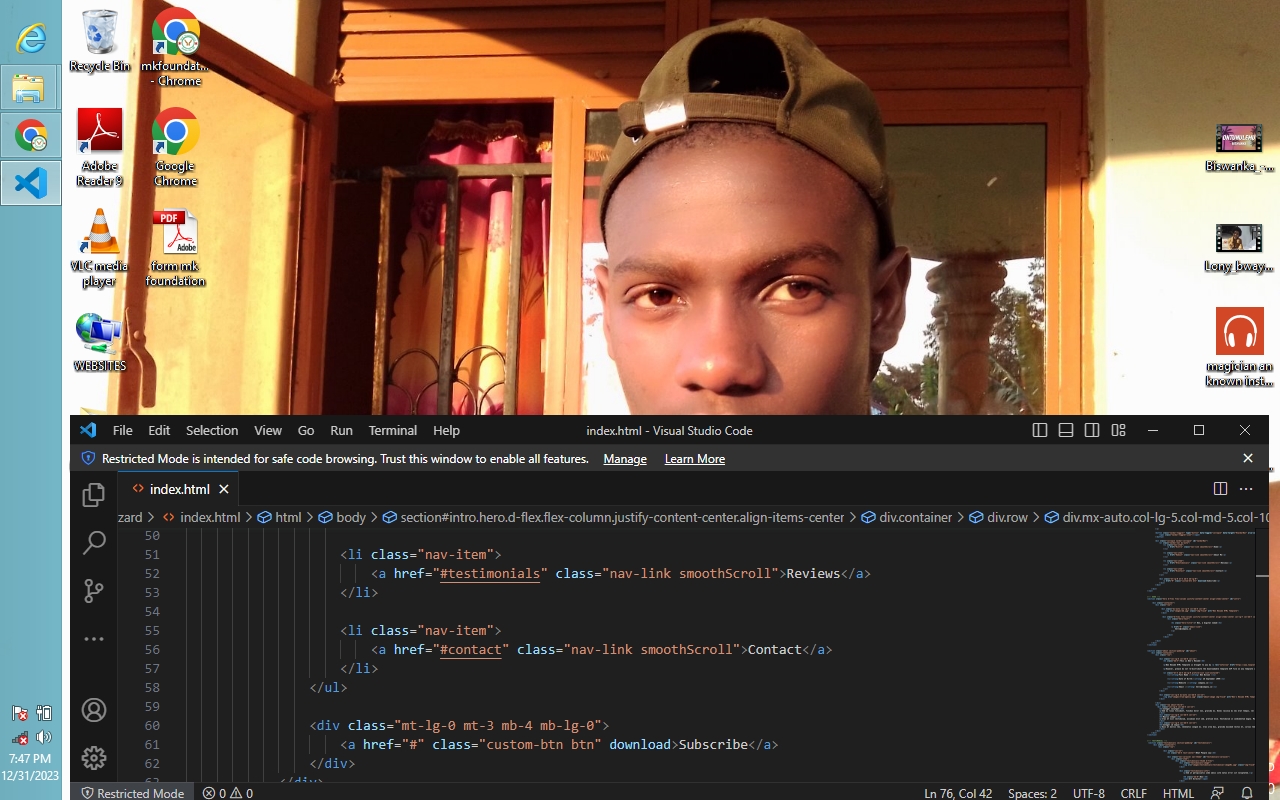 Recycle Bin
mkfoundat...
- Chrome
Adobe
Reader 9
Google
Chrome
VLC media
player
PDF
Adobe
form mk
foundation
WEBSITES
Biswanka_-...
Lony_bway...
magician an
known inst...
File Edit Selection View Go Run Terminal Help
index.html - Visual Studio Code
Restricted Mode is intended for safe code browsing. Trust this window to enable all features. Manage Learn More
index.html
zard > index.html > html > body > section#intro.hero.d-flex.flex-column.justify-content-center.align-items-center > div.container > div.row > div.mx-auto.col-lg-5.col-md-5.col-10
50
51 <li class="nav-item">
52 <a href="#testimonials" class="nav-link smoothScroll">Reviews</a>
53 </li>
54
55 <li class="nav-item">
56 <a href="#contact" class="nav-link smoothScroll">Contact</a>
57 </li>
58 </ul>
59
60 <div class="mt-lg-0 mt-3 mb-4 mb-lg-0">
61 <a href="#" class="custom-btn btn" download>Subscribe</a>
62 </div>
63 </div>
Restricted Mode 0 0 Ln 76, Col 42 Spaces: 2 UTF-8 CRLF HTML
7:47 PM
12/31/2023